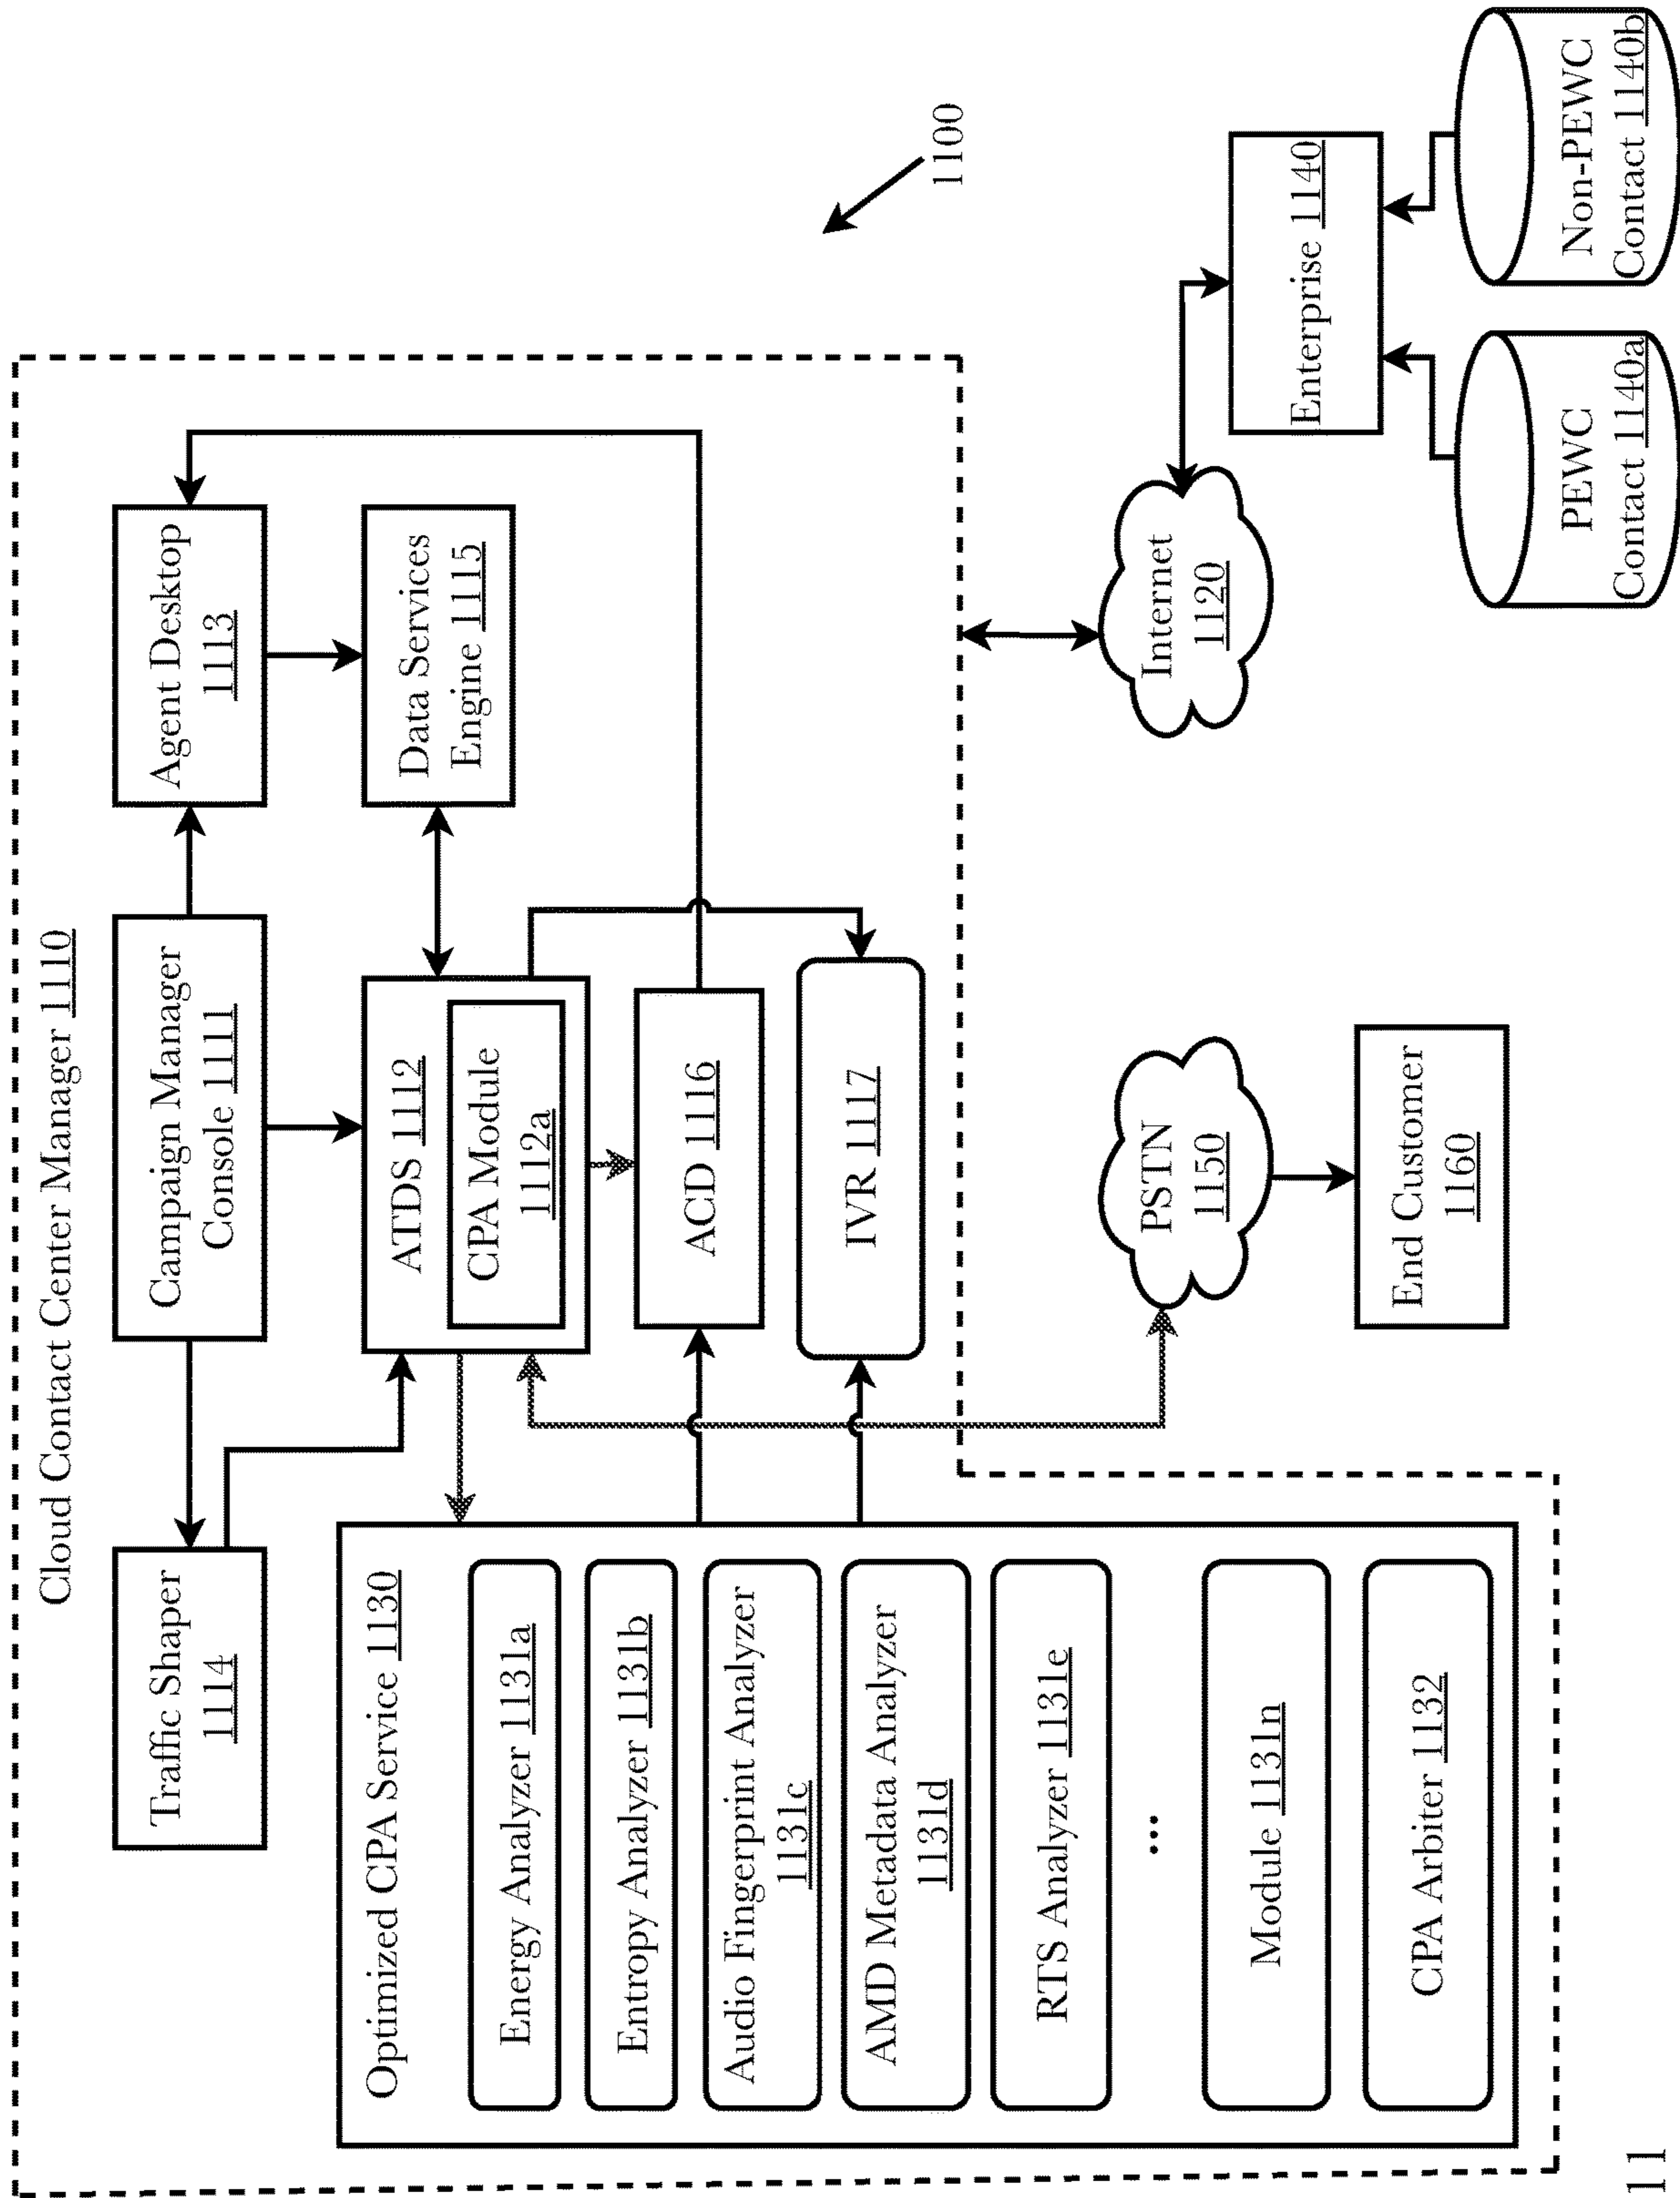 Cloud Contact Center Manager 1110
Traffic Shaper
1114
Campaign Manager
Console 1111
Agent Desktop
1113
Optimized CPA Service 1130
Energy Analyzer 1131a
Entropy Analyzer 1131b
Audio Fingerprint Analyzer
1131c
AMD Metadata Analyzer
1131d
RTS Analyzer 1131e
...
Module 1131n
CPA Arbiter 1132
ATDS 1112
CPA Module
1112a
Data Services
Engine 1115
ACD 1116
IVR 1117
1100
PSTN
1150
End Customer
1160
Internet
1120
Enterprise 1140
PEWC
Contact 1140a
Non-PEWC
Contact 1140b
11